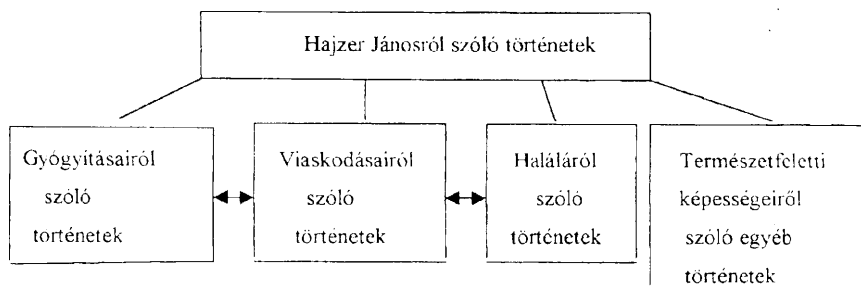 Hajzer Jánosról szóló történetek
Gyógyításairól
szóló
történetek
Viaskodásairól
szóló
történetek
Haláláról
szóló
történetek
Természetfeletti
képességeiről
szóló egyéb
történetek